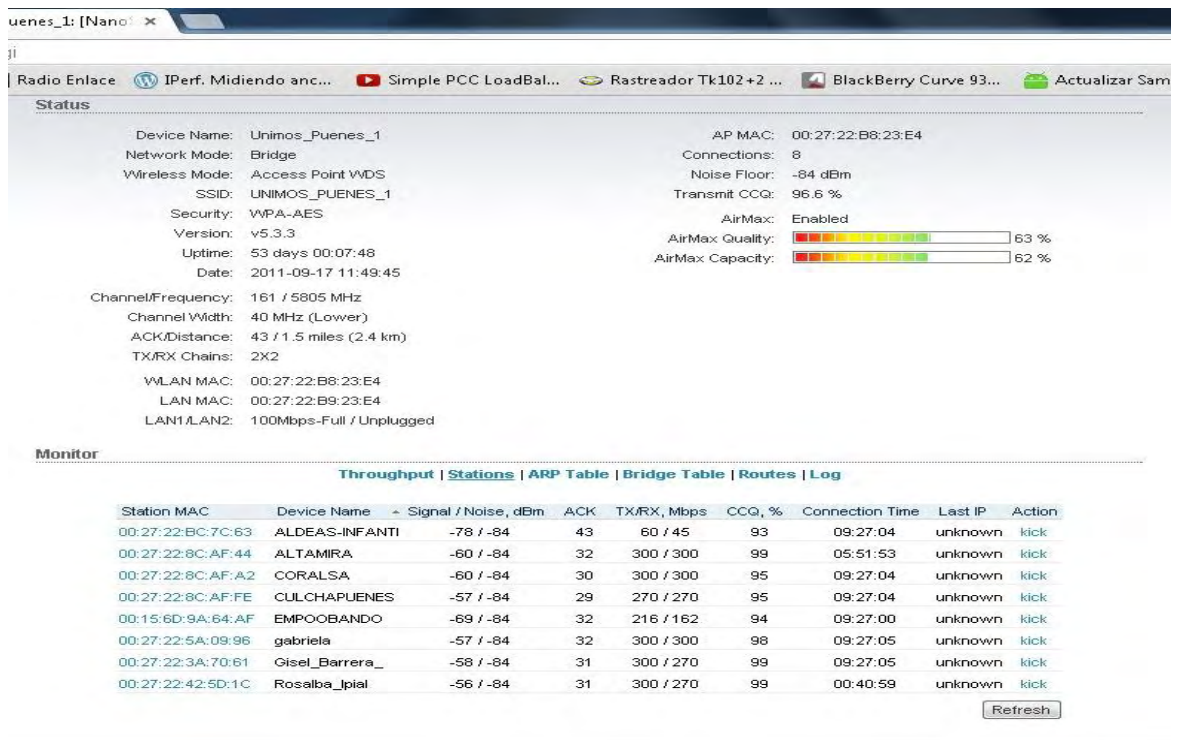 uenes_1: [Nano ×
gi
Radio Enlace IPerf. Midiendo anc... Simple PCC LoadBal... Rastreador Tk102+2 ... BlackBerry Curve 93... Actualizar Sam
Status
Device Name: Unimos_Puenes_1
Network Mode: Bridge
Wireless Mode: Access Point WDS
SSID: UNIMOS_PUENES_1
Security: WPA-AES
Version: v5.3.3
Uptime: 53 days 00:07:48
Date: 2011-09-17 11:49:45
Channel/Frequency: 161 / 5805 MHz
Channel Width: 40 MHz (Lower)
ACK/Distance: 43 / 1.5 miles (2.4 km)
TX/RX Chains: 2X2
WLAN MAC: 00:27:22:B8:23:E4
LAN MAC: 00:27:22:B9:23:E4
LAN1/LAN2: 100Mbps-Full / Unplugged
AP MAC: 00:27:22:B8:23:E4
Connections: 8
Noise Floor: -84 dBm
Transmit CCQ: 96.6 %
AirMax: Enabled
AirMax Quality: 63 %
AirMax Capacity: 62 %
Monitor
Throughput | Stations | ARP Table | Bridge Table | Routes | Log
Station MAC Device Name Signal / Noise, dBm ACK TX/RX, Mbps CCQ, % Connection Time Last IP Action
00:27:22:BC:7C:63 ALDEAS-INFANTI -78 / -84 43 60 / 45 93 09:27:04 unknown kick
00:27:22:8C:AF:44 ALTAMIRA -60 / -84 32 300 / 300 99 05:51:53 unknown kick
00:27:22:8C:AF:A2 CORALSA -60 / -84 30 300 / 300 95 09:27:04 unknown kick
00:27:22:8C:AF:FE CULCHAPUENES -57 / -84 29 270 / 270 95 09:27:04 unknown kick
00:15:6D:9A:64:AF EMPOOBANDO -69 / -84 32 216 / 162 94 09:27:00 unknown kick
00:27:22:5A:09:96 gabriela -57 / -84 32 300 / 300 98 09:27:05 unknown kick
00:27:22:3A:70:61 Gisel_Barrera_ -58 / -84 31 300 / 270 99 09:27:05 unknown kick
00:27:22:42:5D:1C Rosalba_Ipial -56 / -84 31 300 / 270 99 00:40:59 unknown kick
Refresh